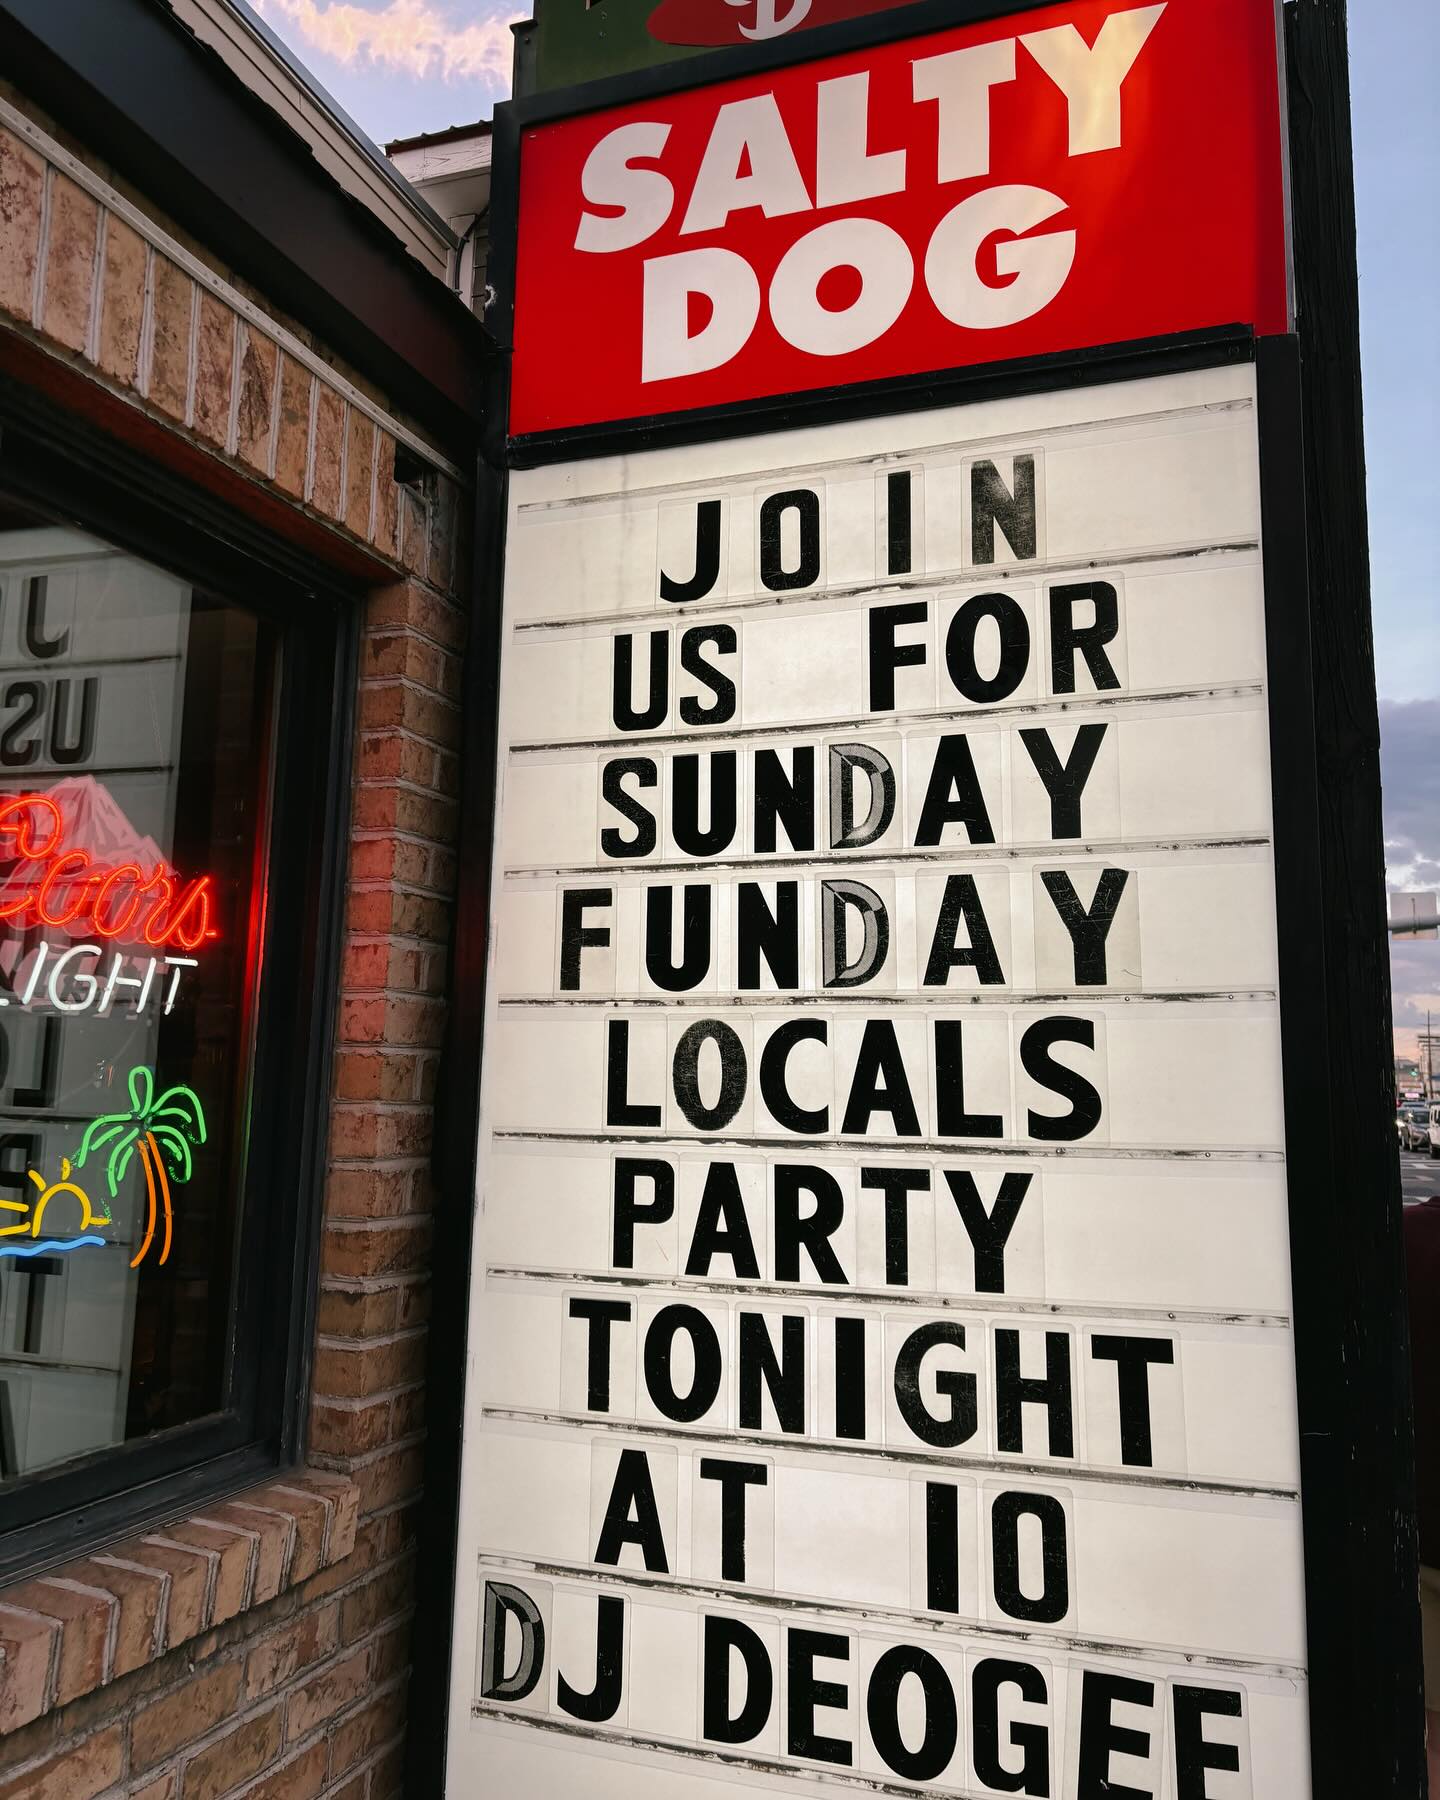 SALTY
DOG
JOIN
US FOR
SUNDAY
FUNDAY
LOCALS
PARTY
TONIGHT
AT 10
DJ DEOGEE
Coors
LIGHT